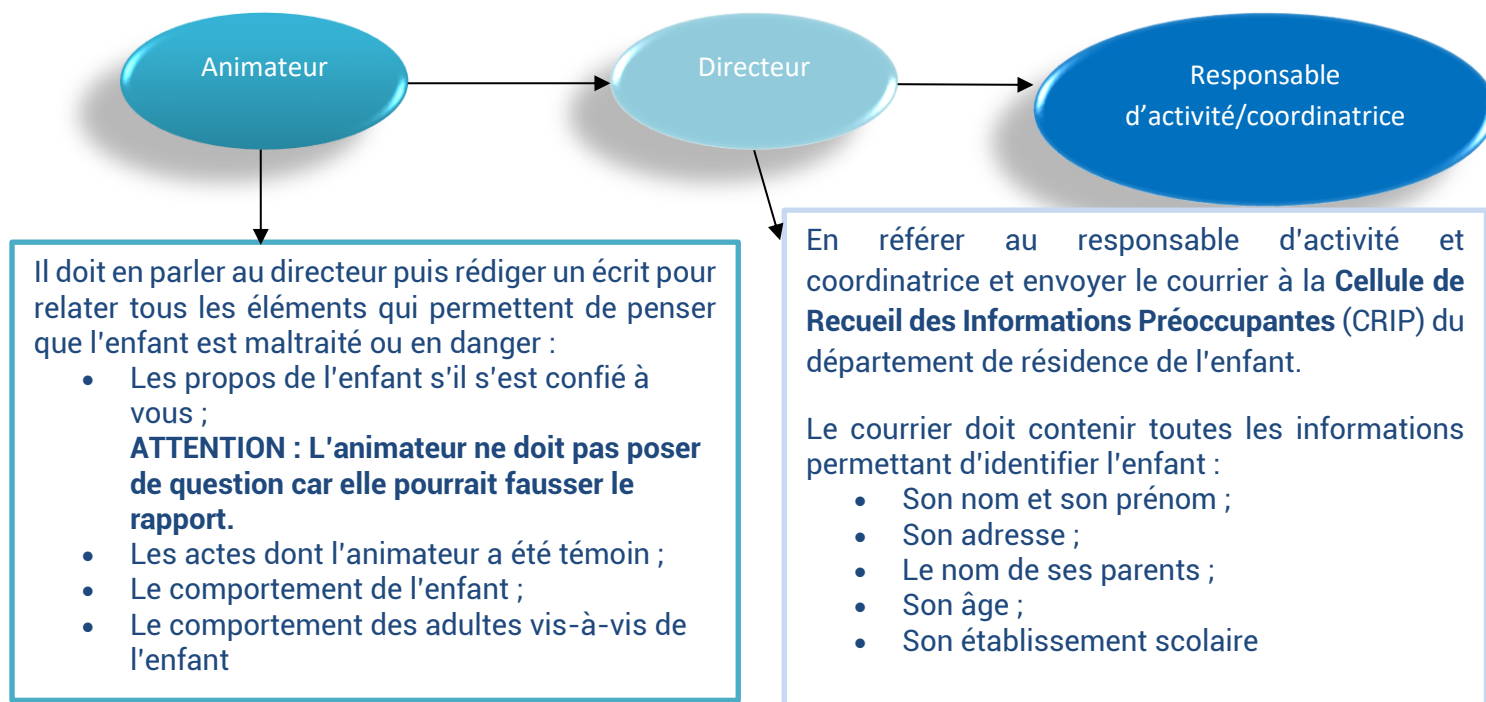 Animateur
Directeur
Responsable
d’activité/coordinatrice
Il doit en parler au directeur puis rédiger un écrit pour
relater tous les éléments qui permettent de penser
que l’enfant est maltraité ou en danger :
• Les propos de l’enfant s’il s’est confié à
vous ;
ATTENTION : L’animateur ne doit pas poser
de question car elle pourrait fausser le
rapport.
• Les actes dont l’animateur a été témoin ;
• Le comportement de l’enfant ;
• Le comportement des adultes vis-à-vis de
l’enfant
En référer au responsable d’activité et
coordinatrice et envoyer le courrier à la Cellule de
Recueil des Informations Préoccupantes (CRIP) du
département de résidence de l’enfant.
Le courrier doit contenir toutes les informations
permettant d’identifier l’enfant :
• Son nom et son prénom ;
• Son adresse ;
• Le nom de ses parents ;
• Son âge ;
• Son établissement scolaire